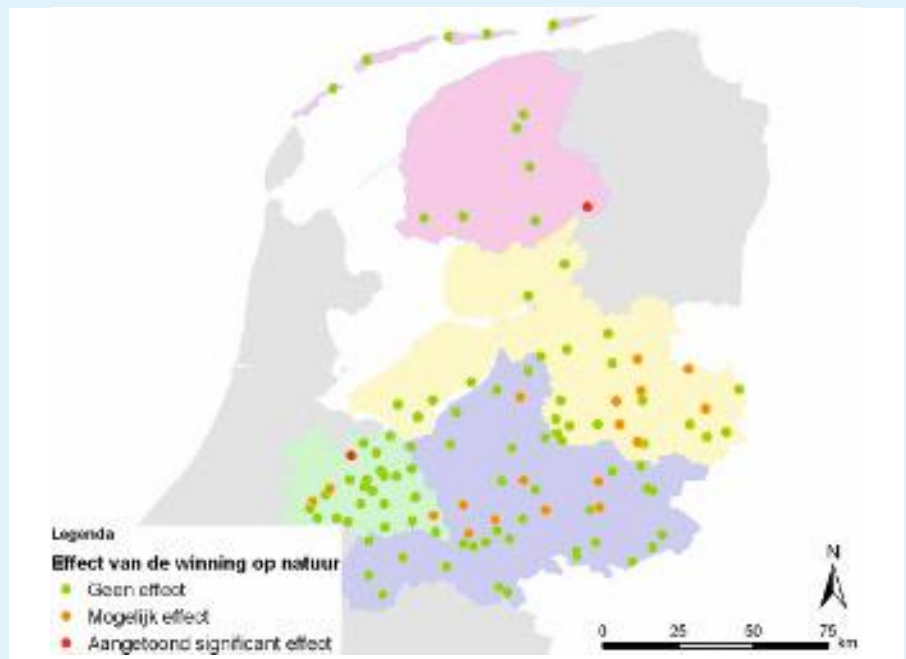 Legenda
Effect van de winning op natuur
Geen effect
Mogelijk effect
Aangetoond significant effect
N
0 25 50 75
km